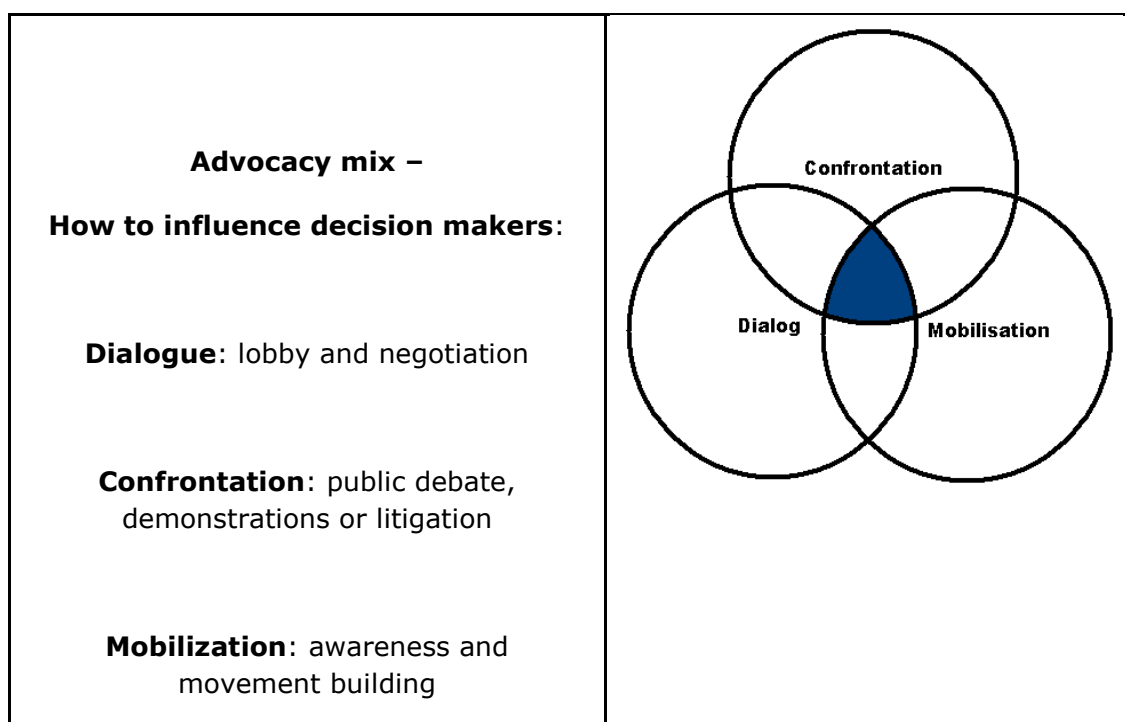 Advocacy mix –
How to influence decision makers:
Dialogue: lobby and negotiation
Confrontation: public debate,
demonstrations or litigation
Mobilization: awareness and
movement building
Confrontation
Dialog
Mobilisation